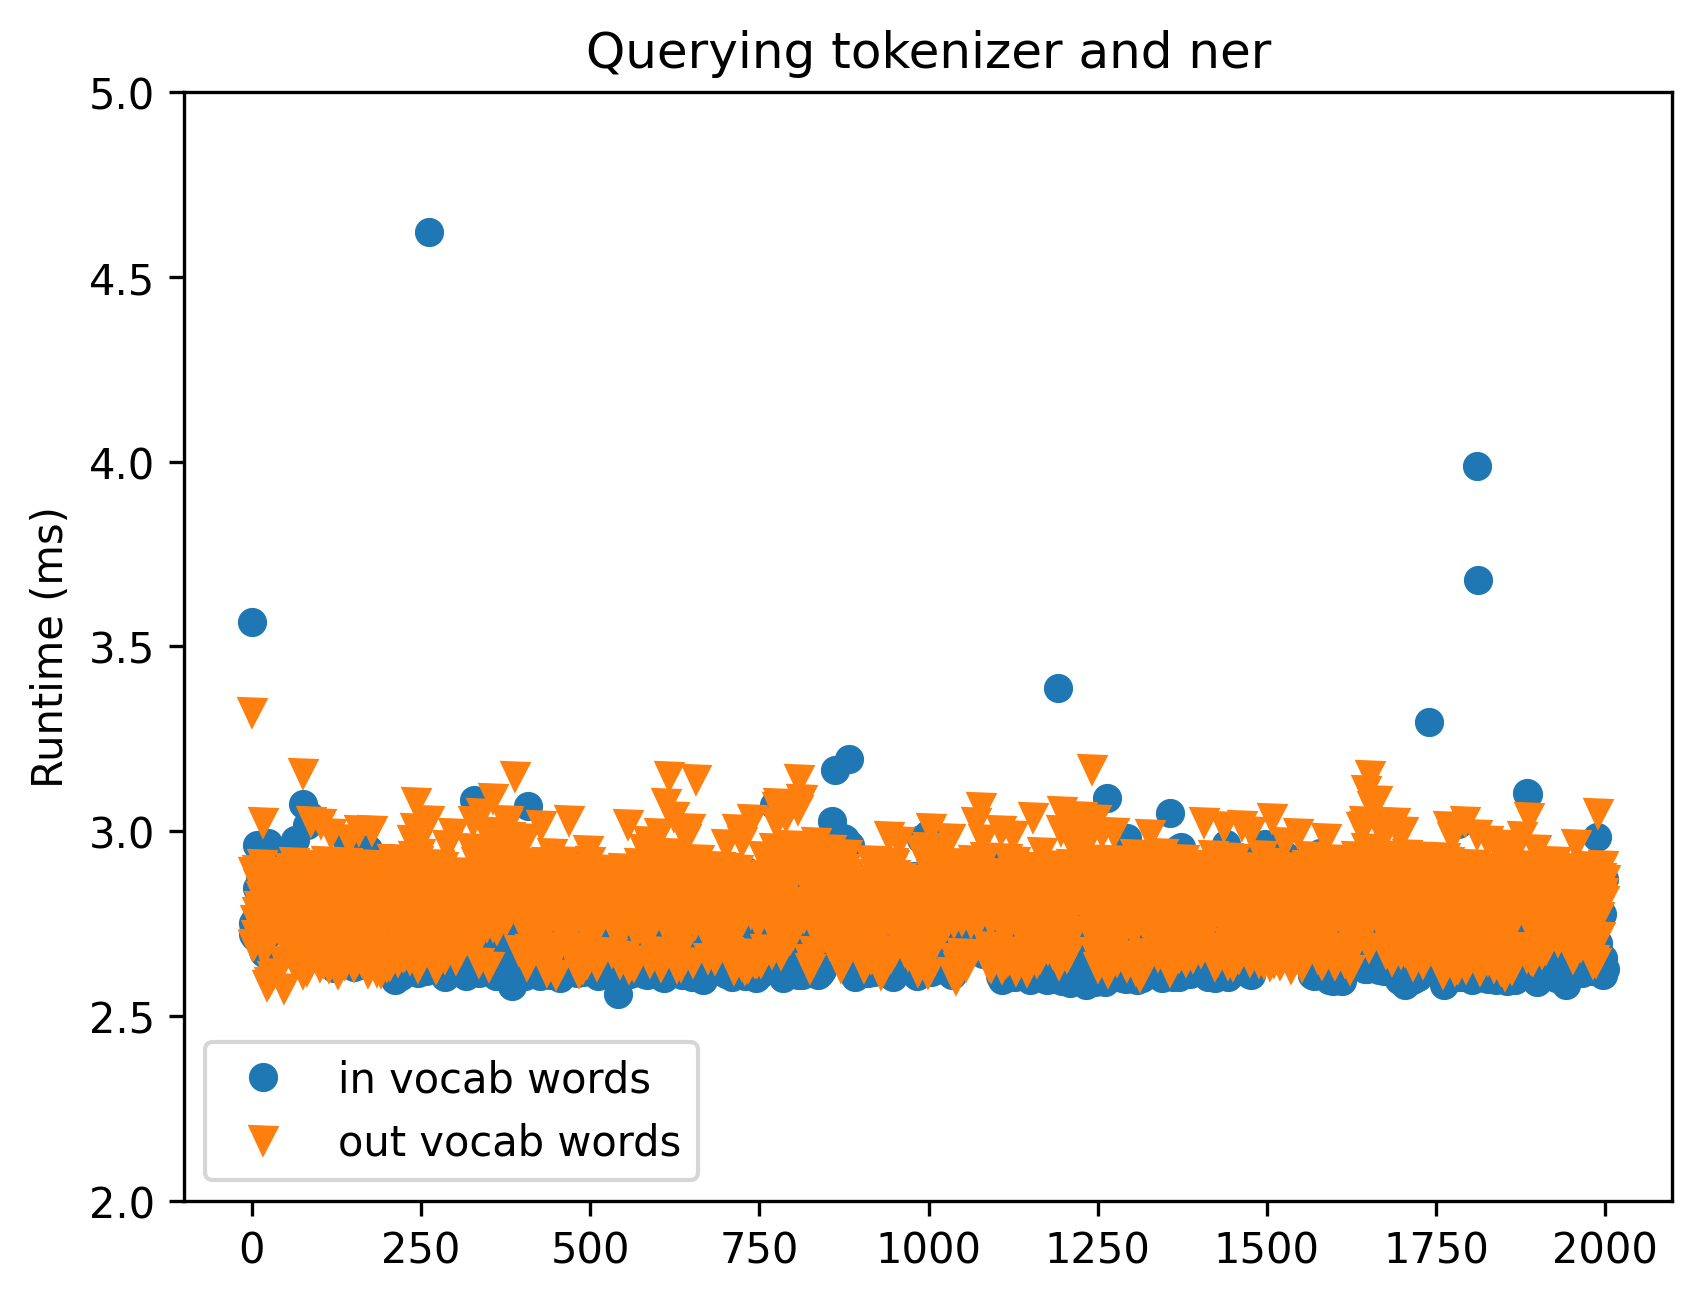 Querying tokenizer and ner
5.0
4.5
4.0
3.5
3.0
2.5
2.0
Runtime (ms)
in vocab words
out vocab words
0 250 500 750 1000 1250 1500 1750 2000